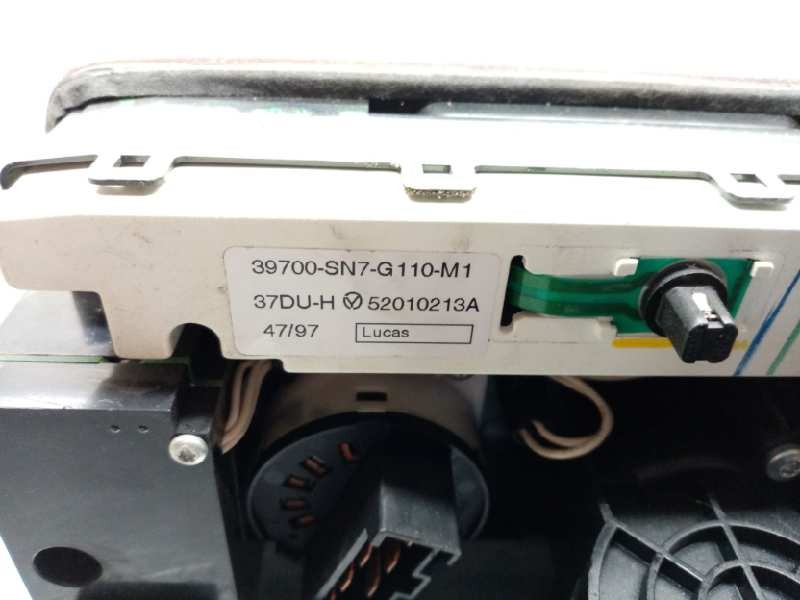 39700-SN7-G110-M1
37DU-H V 52010213A
47/97 Lucas